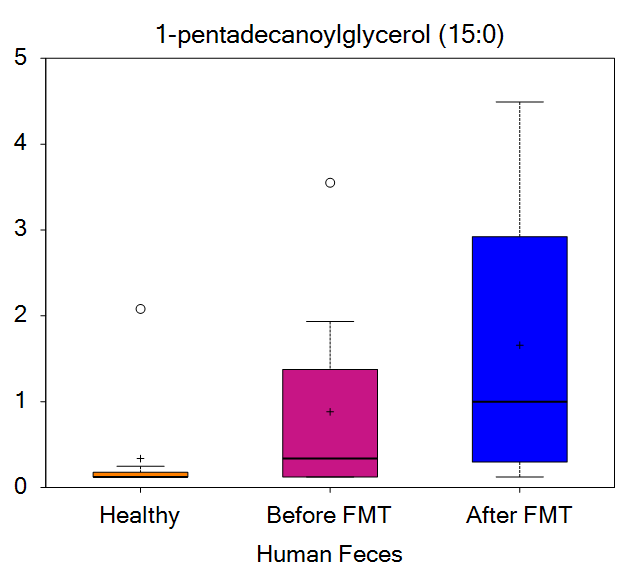 1-pentadecanoylglycerol (15:0)
5
4
3
2
1
0
Healthy
Before FMT
After FMT
Human Feces